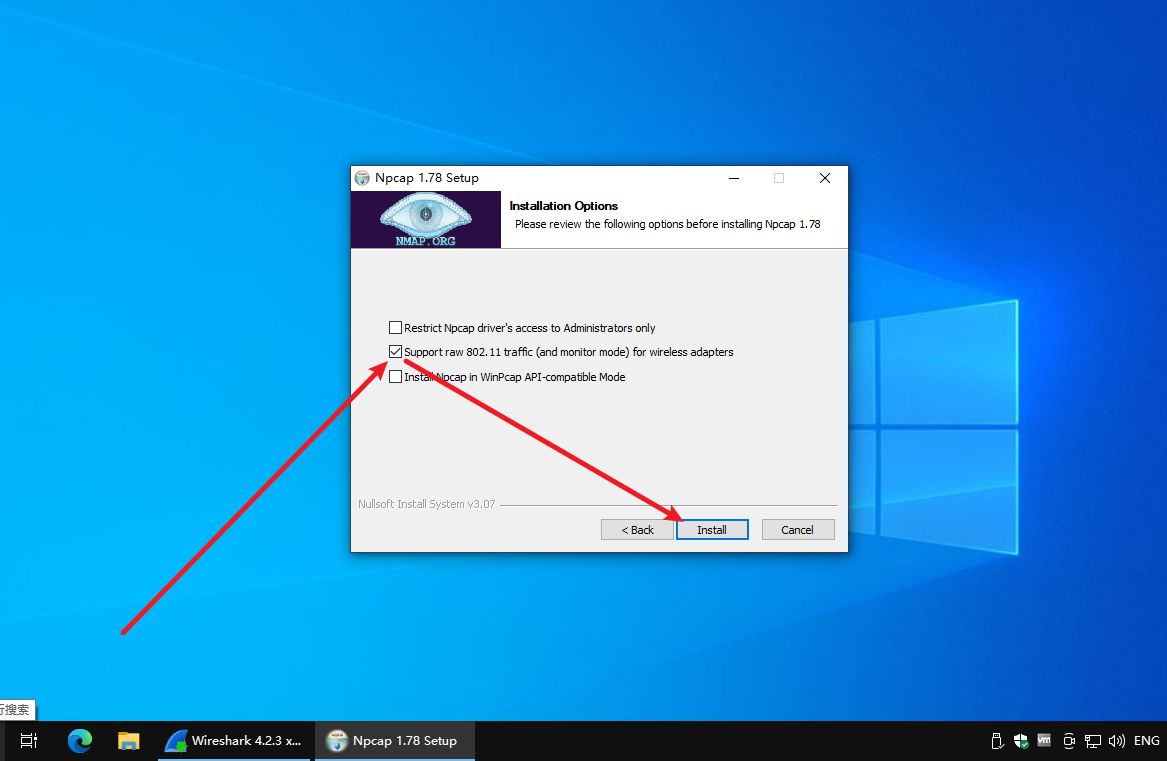 Npcap 1.78 Setup
NMAP.ORG
Installation Options
Please review the following options before installing Npcap 1.78
Restrict Npcap driver's access to Administrators only
Support raw 802.11 traffic (and monitor mode) for wireless adapters
Install Npcap in WinPcap API-compatible Mode
Nullsoft Install System v3.07
< Back
Install
Cancel
行搜索
Wireshark 4.2.3 x...
Npcap 1.78 Setup
vm
ENG